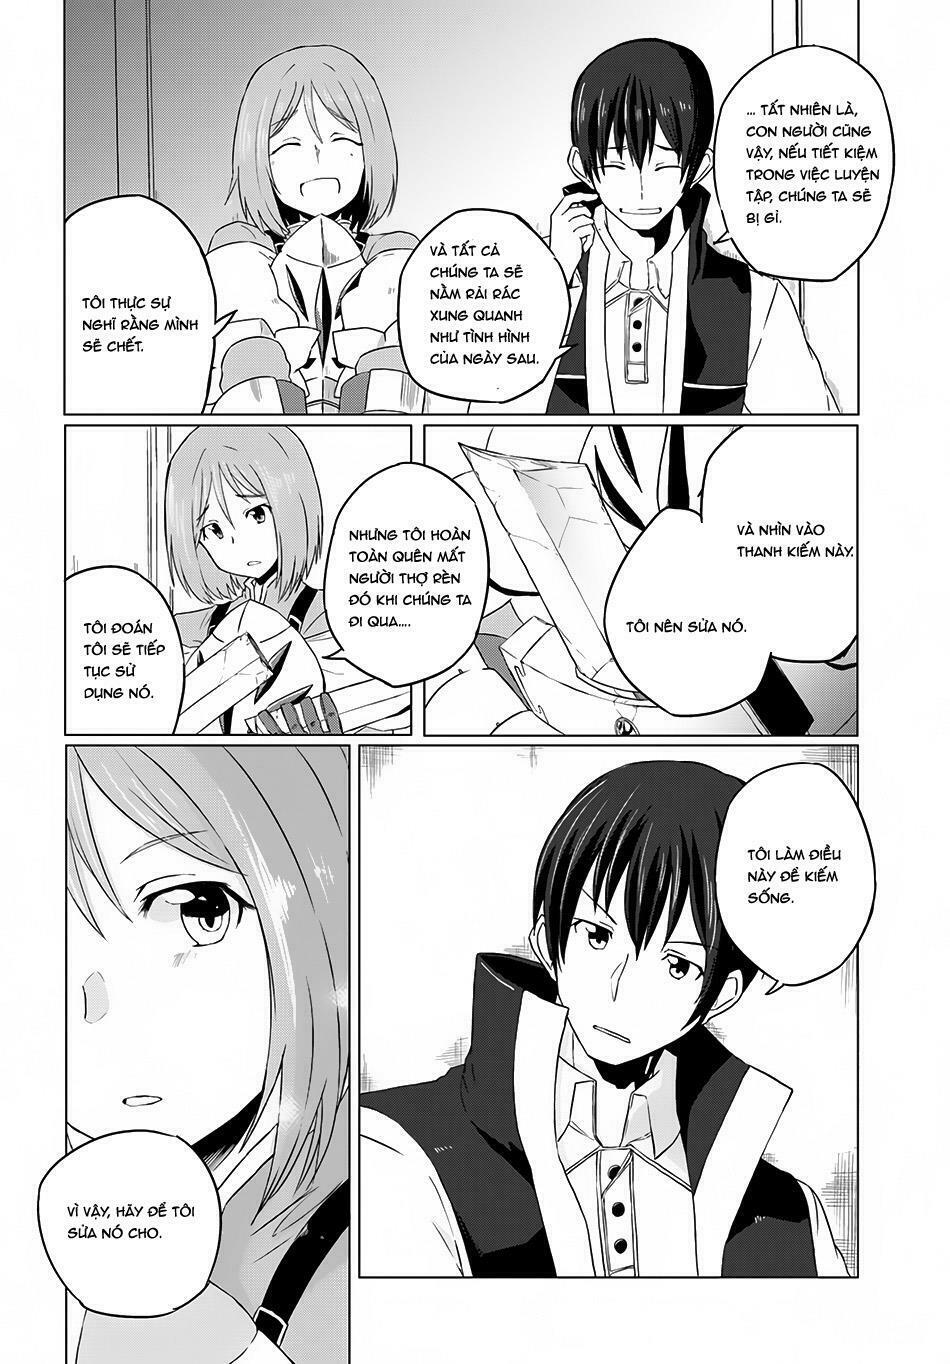 ... TẤT NHIÊN LÀ,
CON NGƯỜI CŨNG
VẬY, NẾU TIẾT KIỆM
TRONG VIỆC LUYỆN
TẬP, CHÚNG TA SẼ
BỊ GỈ.
VÀ TẤT CẢ
CHÚNG TA SẼ
NẰM RẢI RÁC
XUNG QUANH
NHƯ TÌNH HÌNH
CỦA NGÀY SAU.
TÔI THỰC SỰ
NGHĨ RẰNG MÌNH
SẼ CHẾT.
VÀ NHÌN VÀO
THANH KIẾM NÀY.
TÔI NÊN SỬA NÓ.
NHƯNG TÔI HOÀN
TOÀN QUÊN MẤT
NGƯỜI THỢ RÈN
ĐÓ KHI CHÚNG TA
ĐI QUA....
TÔI ĐOÁN
TÔI SẼ TIẾP
TỤC SỬ
DỤNG NÓ.
TÔI LÀM ĐIỀU
NÀY ĐỂ KIẾM
SỐNG.
VÌ VẬY, HÃY ĐỂ TÔI
SỬA NÓ CHO.